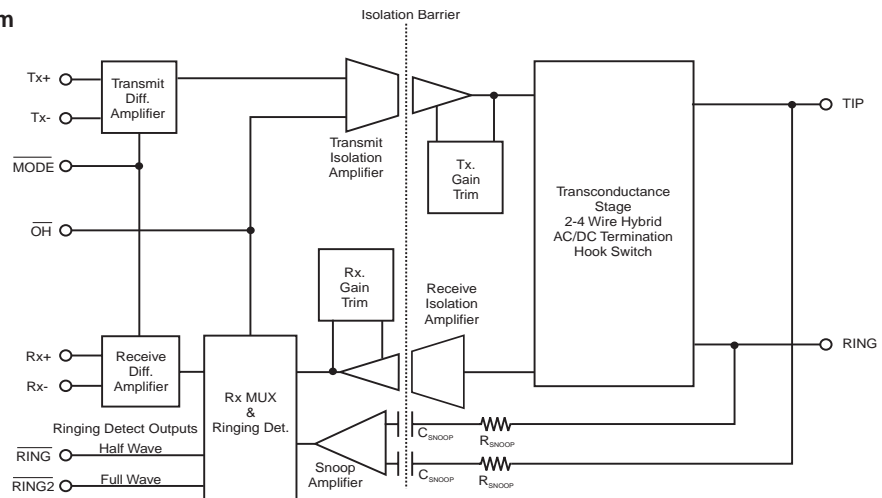 m
Isolation Barrier
Tx+
Tx-
MODE
OH
Transmit
Diff.
Amplifier
Transmit
Isolation
Amplifier
Tx.
Gain
Trim
Transconductance
Stage
2-4 Wire Hybrid
AC/DC Termination
Hook Switch
TIP
RING
Rx.
Gain
Trim
Receive
Isolation
Amplifier
Rx+
Rx-
Receive
Diff.
Amplifier
Rx MUX
&
Ringing Det.
Ringing Detect Outputs
RING
Half Wave
RING2
Full Wave
Snoop
Amplifier
CSNOOP
RSNOOP
CSNOOP
RSNOOP